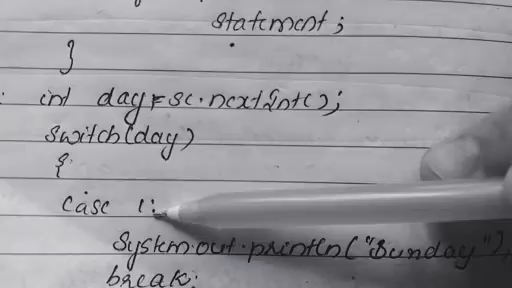 statement;
}
int day = sc.nextInt();
switch(day)
{
case 1:
System.out.println("Sunday");
break;